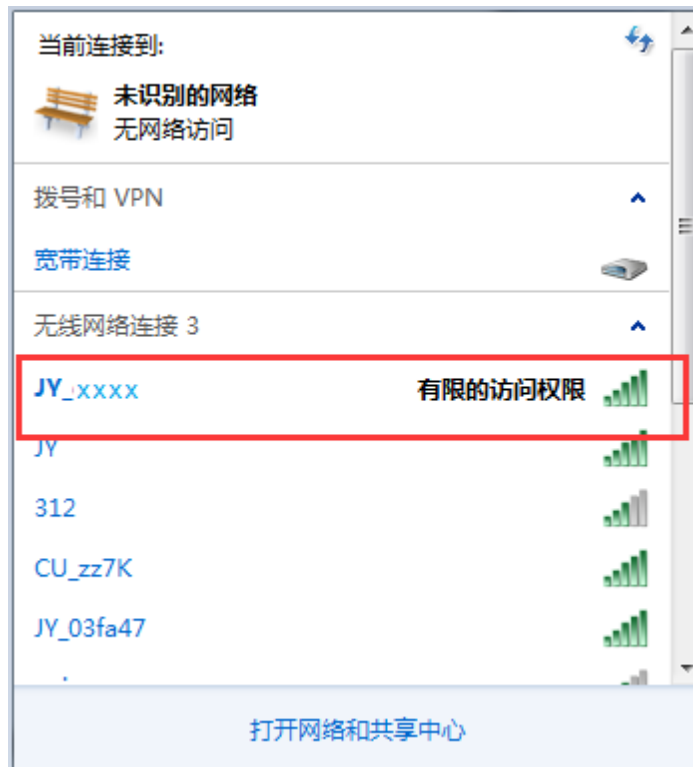 当前连接到:
未识别的网络
无网络访问
拨号和 VPN
宽带连接
无线网络连接 3
JY_xxxx 有限的访问权限
JY
312
CU_zz7K
JY_03fa47
打开网络和共享中心